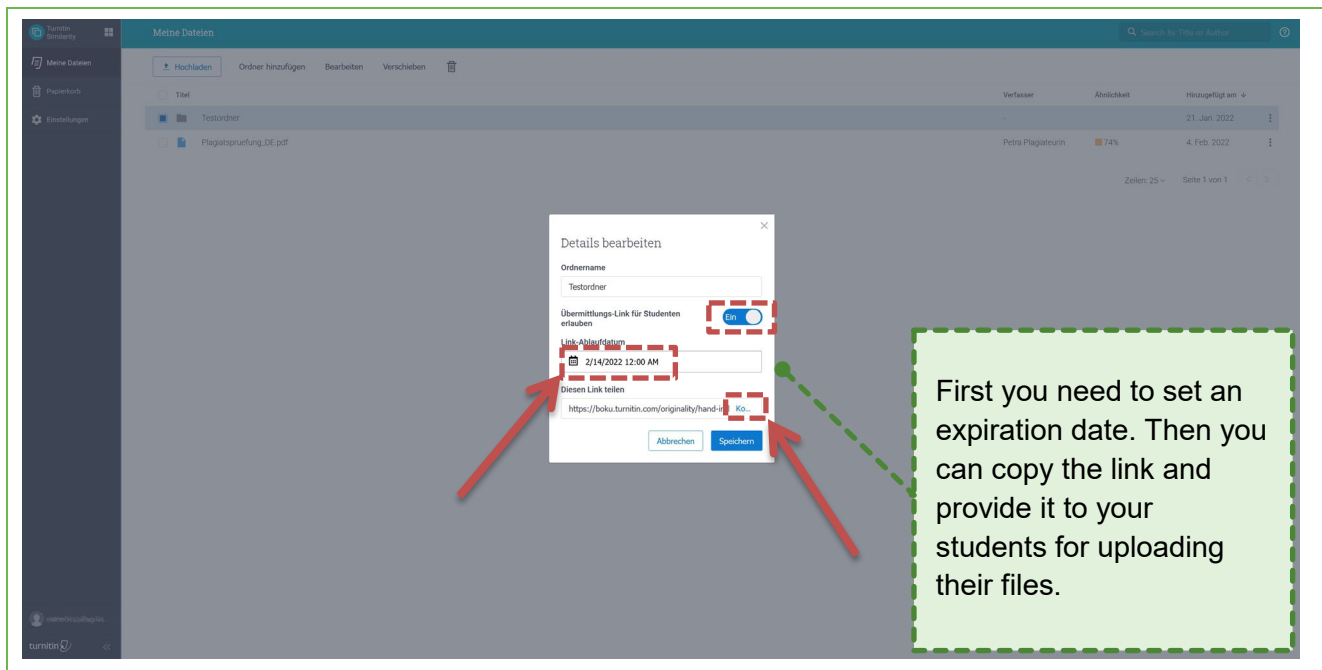 Turnitin
Similarity
Meine Dateien
Search by Title or Author
Meine Dateien
Hochladen Ordner hinzufügen Bearbeiten Verschieben
Papierkorb
Titel Verfasser Ähnlichkeit Hinzugefügt am
Einstellungen
Testordner - 21. Jan. 2022
Plagiatspruefung_DE.pdf Petra Plagiateurin 74% 4. Feb. 2022
Zeilen: 25 Seite 1 von 1
Details bearbeiten
Ordnername
Testordner
Übermittlungs-Link für Studenten
erlauben
Ein
Link-Ablaufdatum
2/14/2022 12:00 AM
Diesen Link teilen
https://boku.turnitin.com/originality/hand-in Ko...
Abbrechen Speichern
First you need to set an
expiration date. Then you
can copy the link and
provide it to your
students for uploading
their files.
turnitin